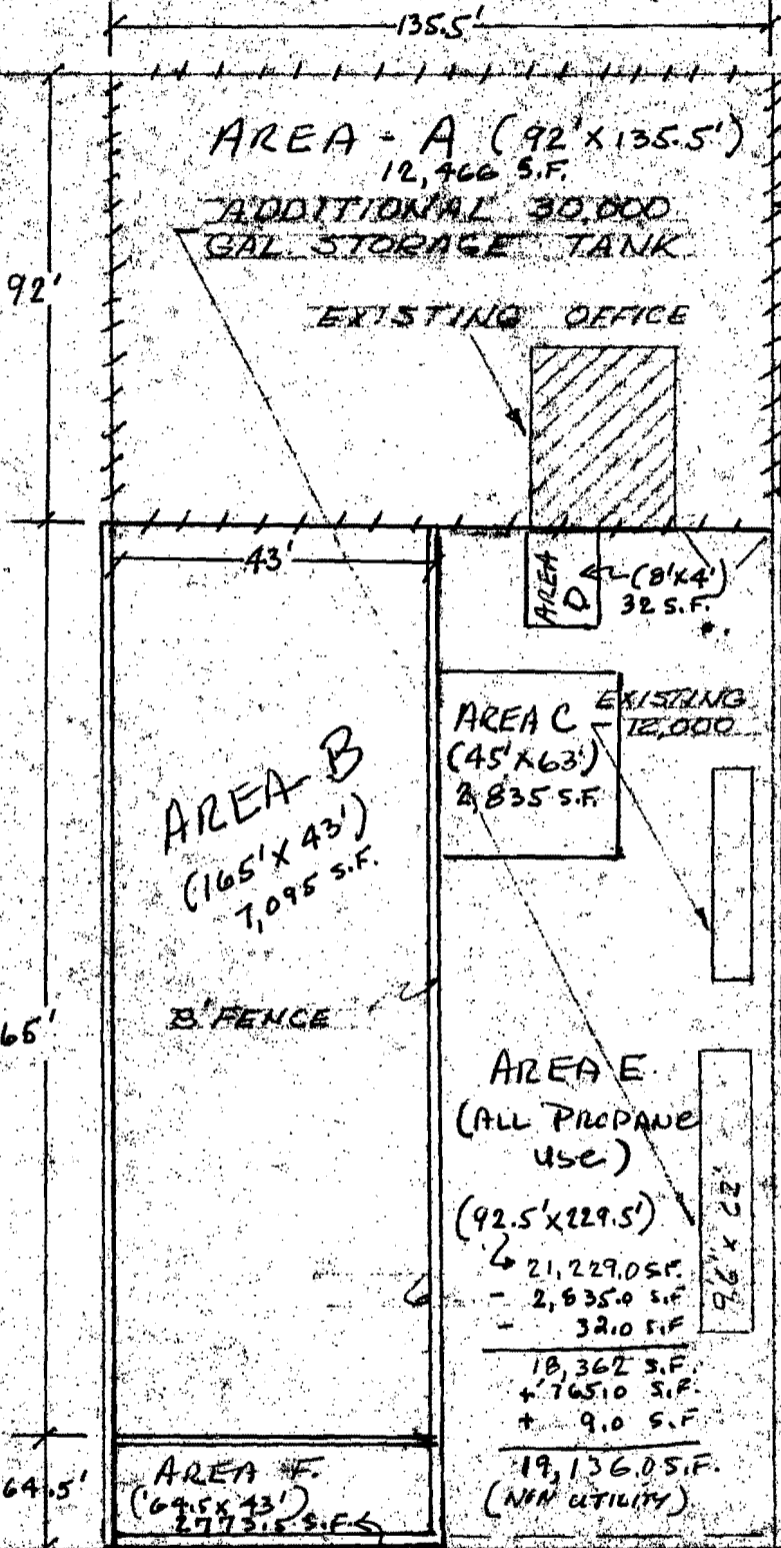 135.5'
AREA - A (92' X 135.5')
12,466 S.F.
ADDITIONAL 30,000
GAL. STORAGE TANK
92'
EXISTING OFFICE
43'
AREA
D
(8'X4')
32 S.F.
AREA C
(45'X63')
2,835 S.F.
EXISTING
12,000
AREA B
(165' X 43')
7,095 S.F.
65'
8' FENCE
AREA E.
(ALL PROPANE
use)
(92.5'X229.5')
21,229.0 S.F.
- 2,835.0 S.F
- 32.0 S.F
18,362 S.F.
+ 765.0 S.F.
+ 9.0 S.F
19,136.0 S.F.
(NON UTILITY)
64.5'
AREA F.
(64.5 X 43')
2773.5 S.F.